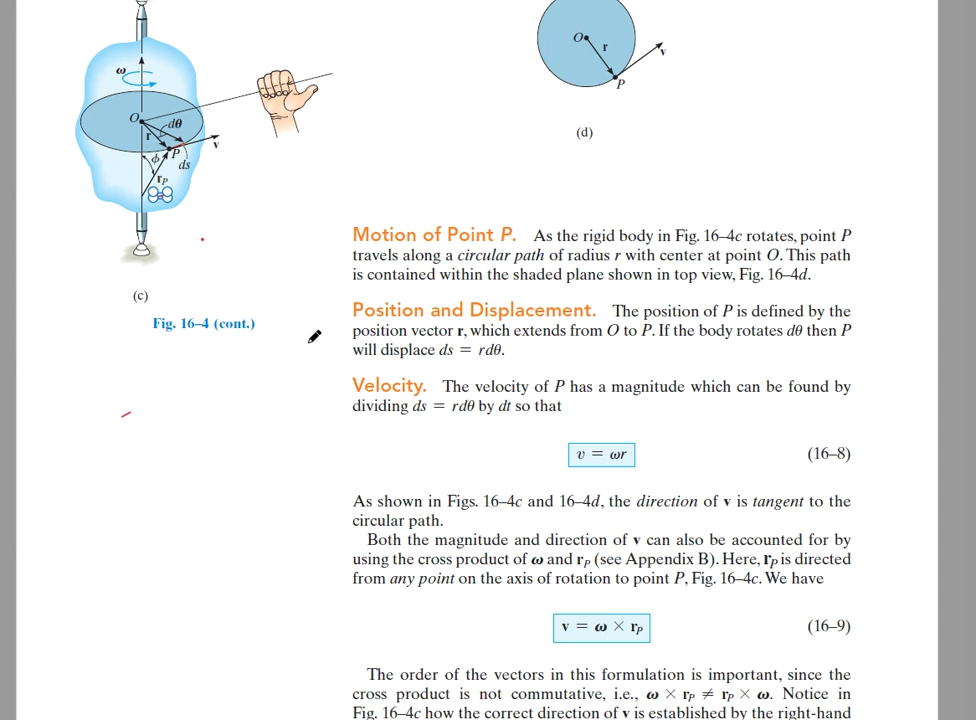 ω
O
dθ
r
v
ϕ
P
ds
rP
(c)
Fig. 16–4 (cont.)
O
r
v
P
(d)
Motion of Point P. As the rigid body in Fig. 16–4c rotates, point P
travels along a circular path of radius r with center at point O. This path
is contained within the shaded plane shown in top view, Fig. 16–4d.
Position and Displacement. The position of P is defined by the
position vector r, which extends from O to P. If the body rotates dθ then P
will displace ds = rdθ.
Velocity. The velocity of P has a magnitude which can be found by
dividing ds = rdθ by dt so that
v = ωr (16–8)
As shown in Figs. 16–4c and 16–4d, the direction of v is tangent to the
circular path.
Both the magnitude and direction of v can also be accounted for by
using the cross product of ω and rP (see Appendix B). Here, rP is directed
from any point on the axis of rotation to point P, Fig. 16–4c. We have
v = ω × rP (16–9)
The order of the vectors in this formulation is important, since the
cross product is not commutative, i.e., ω × rP ≠ rP × ω. Notice in
Fig. 16–4c how the correct direction of v is established by the right-hand